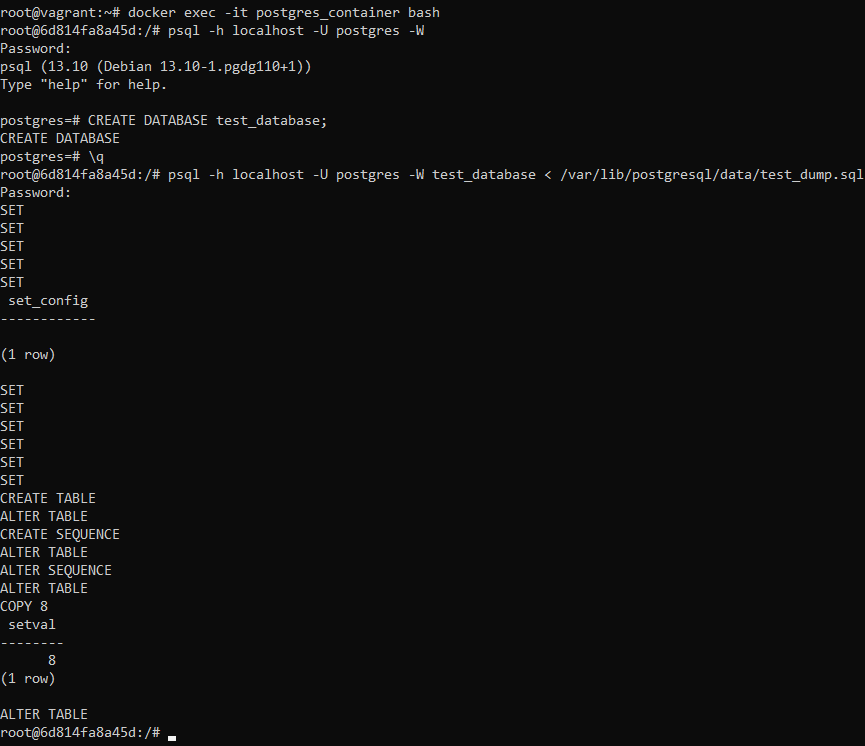 root@vagrant:~# docker exec -it postgres_container bash
root@6d814fa8a45d:/# psql -h localhost -U postgres -W
Password:
psql (13.10 (Debian 13.10-1.pgdg110+1))
Type "help" for help.
postgres=# CREATE DATABASE test_database;
CREATE DATABASE
postgres=# \q
root@6d814fa8a45d:/# psql -h localhost -U postgres -W test_database < /var/lib/postgresql/data/test_dump.sql
Password:
SET
SET
SET
SET
SET
 set_config
------------
(1 row)
SET
SET
SET
SET
SET
SET
CREATE TABLE
ALTER TABLE
CREATE SEQUENCE
ALTER TABLE
ALTER SEQUENCE
ALTER TABLE
COPY 8
 setval
--------
      8
(1 row)
ALTER TABLE
root@6d814fa8a45d:/#